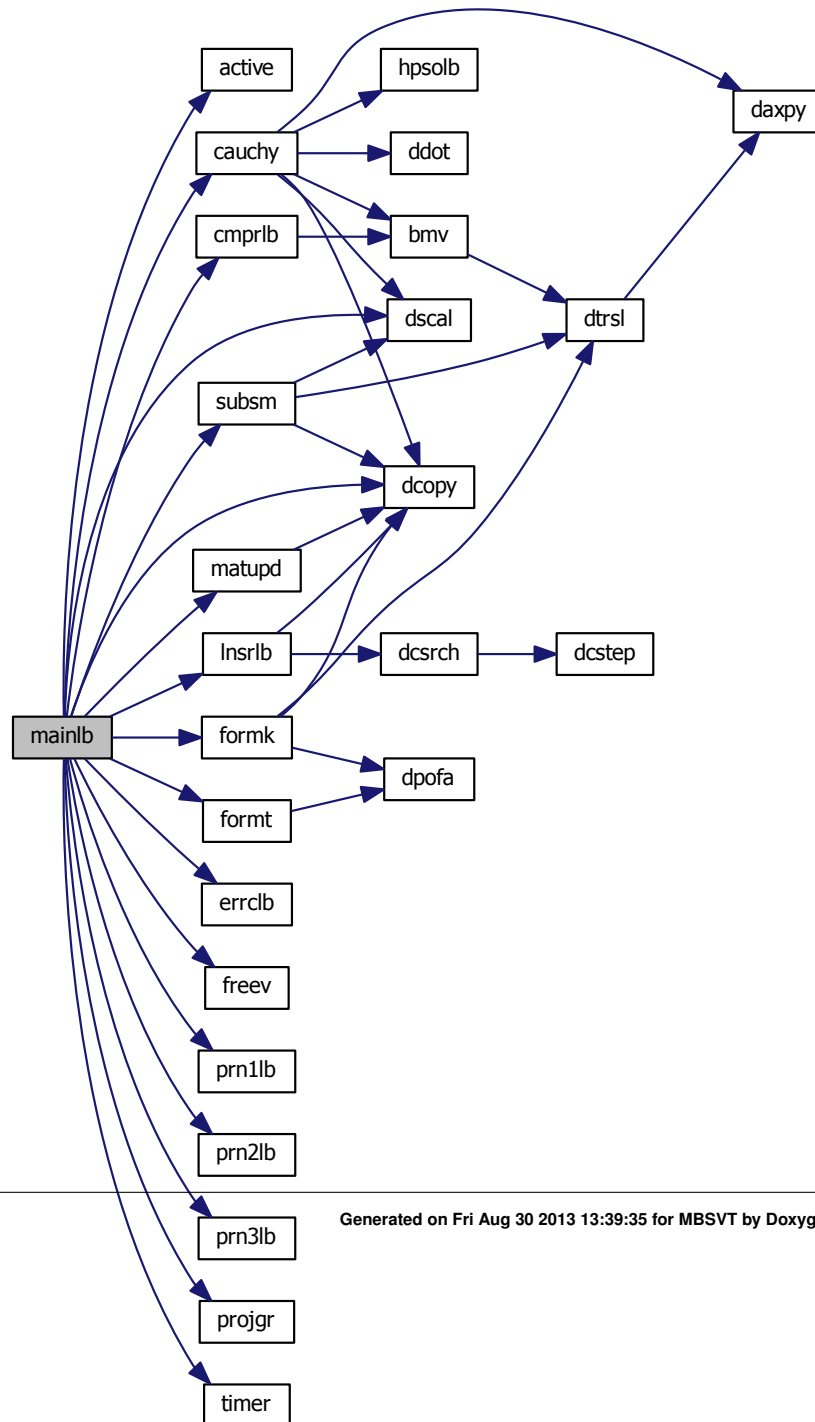 active
hpsolb
daxpy
cauchy
ddot
cmprlb
bmv
dscal
dtrsl
subsm
dcopy
matupd
lnsrlb
dcsrch
dcstep
mainlb
formk
dpofa
formt
errclb
freev
prn1lb
prn2lb
Generated on Fri Aug 30 2013 13:39:35 for MBSVT by Doxyg
prn3lb
projgr
timer